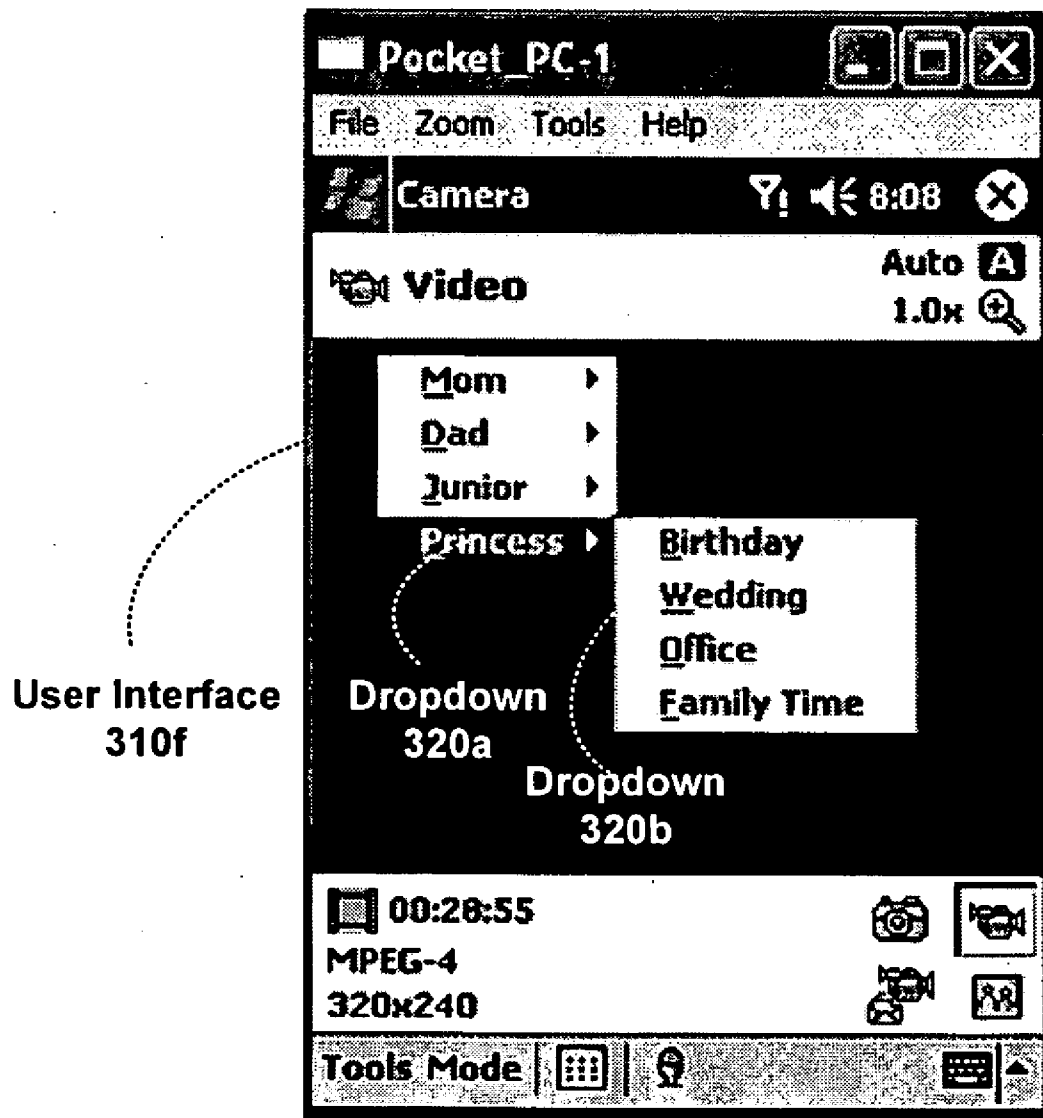 Pocket_PC-1
File Zoom Tools Help
Camera 8:08
Video
Auto A
1.0x
Mom
Dad
Junior
Princess
Birthday
Wedding
Office
Family Time
User Interface
310f
Dropdown
320a
Dropdown
320b
00:28:55
MPEG-4
320x240
Tools Mode